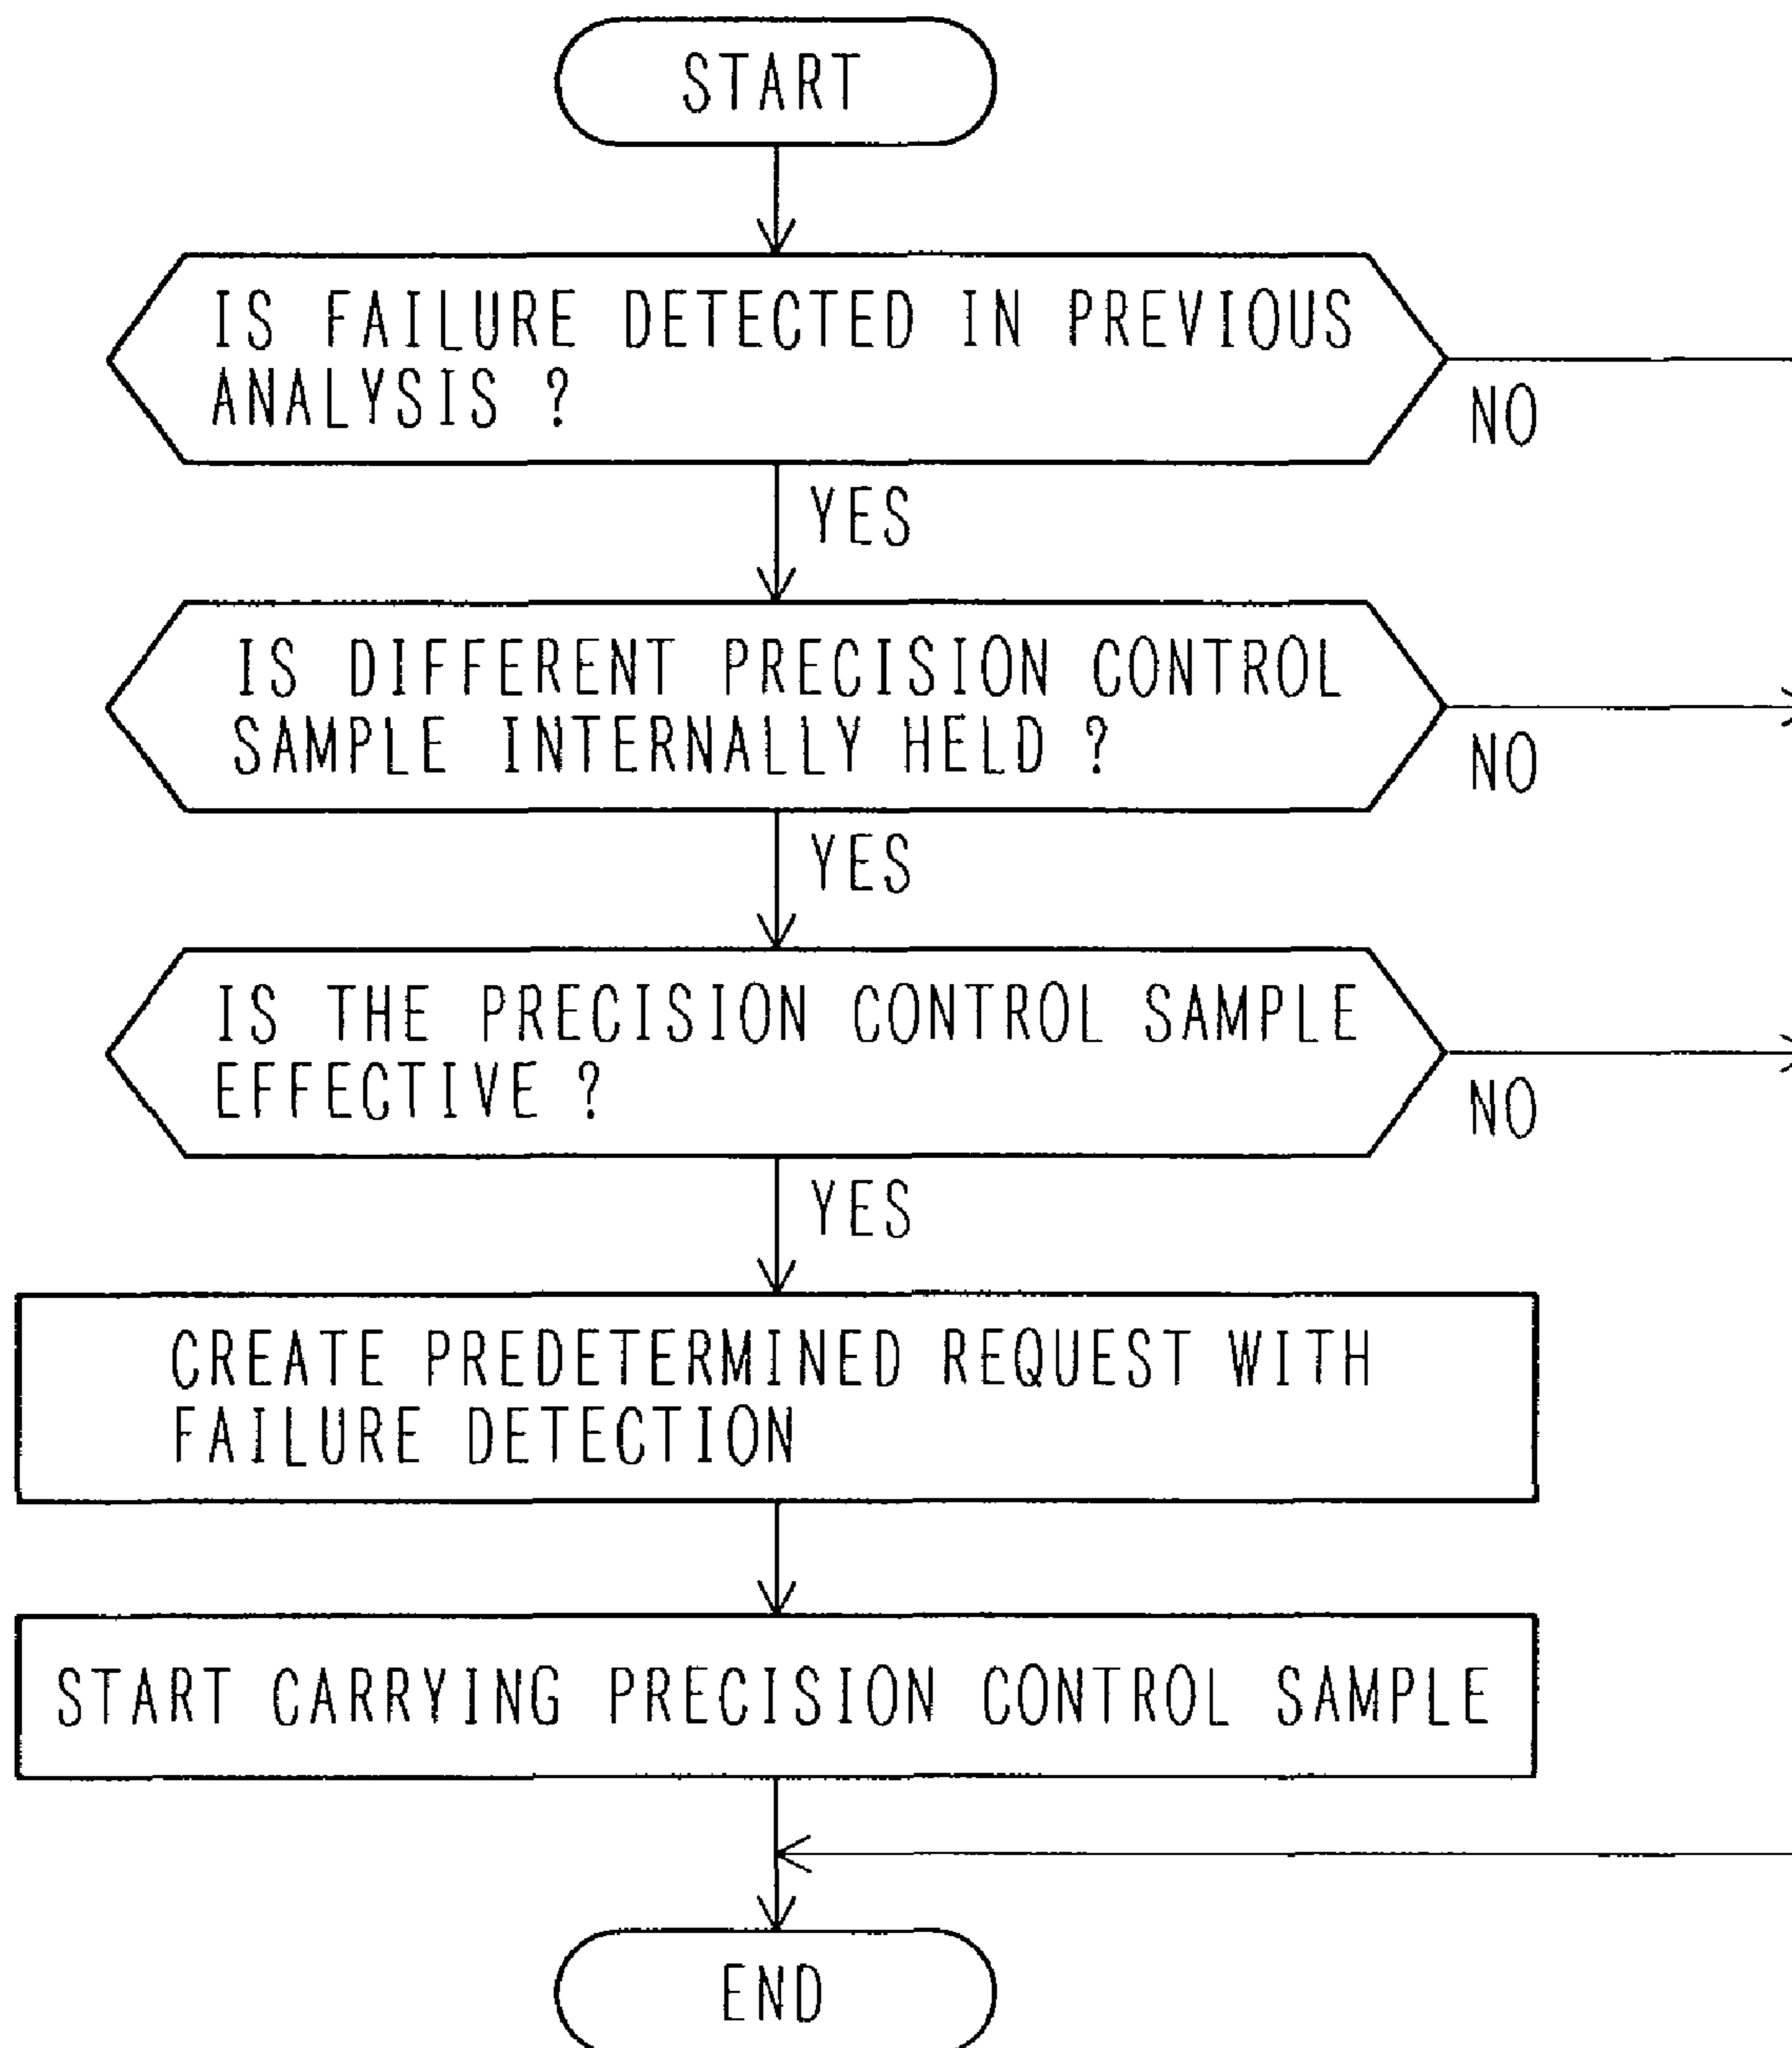 START
IS FAILURE DETECTED IN PREVIOUS
ANALYSIS ?
NO
YES
IS DIFFERENT PRECISION CONTROL
SAMPLE INTERNALLY HELD ?
NO
YES
IS THE PRECISION CONTROL SAMPLE
EFFECTIVE ?
NO
YES
CREATE PREDETERMINED REQUEST WITH
FAILURE DETECTION
START CARRYING PRECISION CONTROL SAMPLE
END